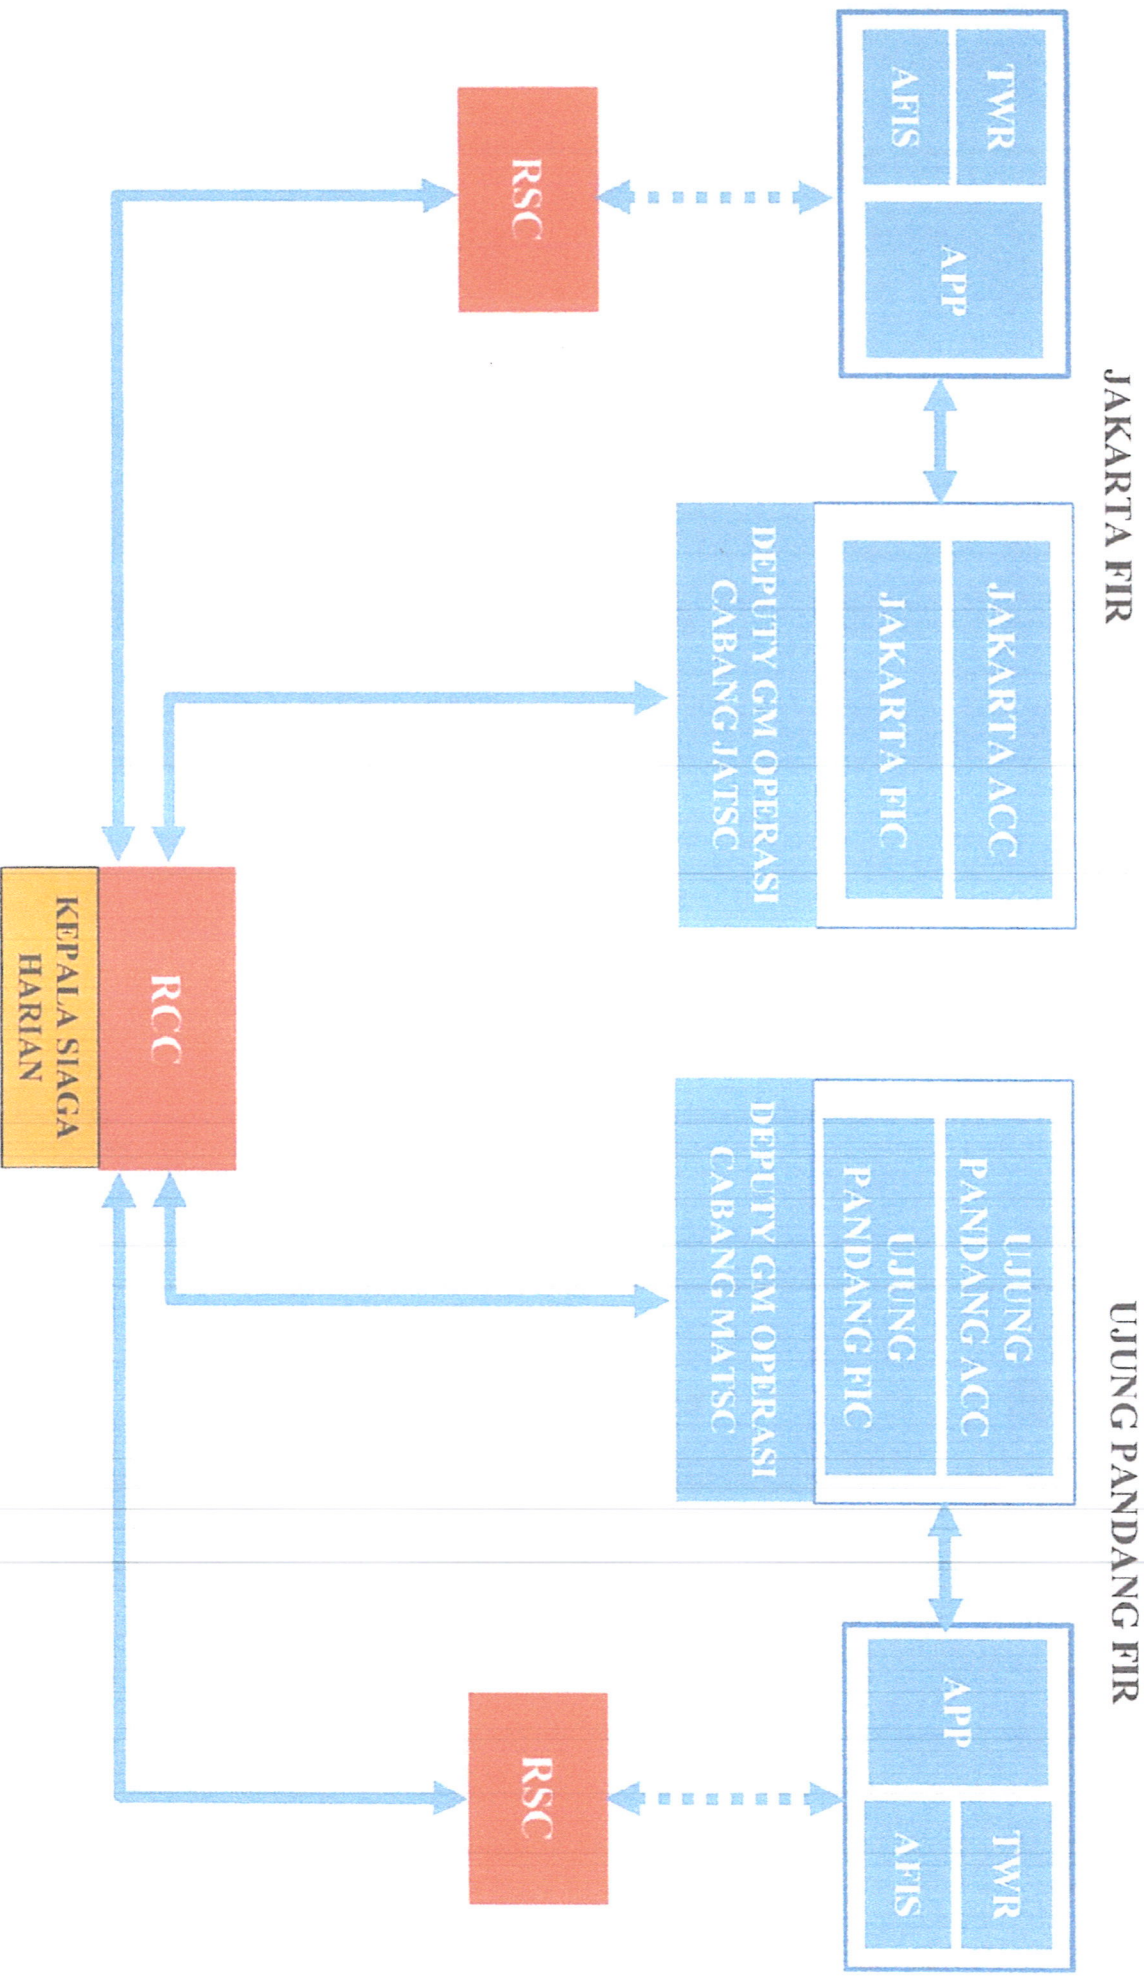 JAKARTA FIR
UJUNG PANDANG FIR
TWR
AFIS
APP
JAKARTA ACC
JAKARTA FIC
DEPUTY GM OPERASI
CABANG JATSC
UJUNG
PANDANG ACC
UJUNG
PANDANG FIC
DEPUTY GM OPERASI
CABANG MATSC
APP
TWR
AFIS
RSC
RSC
RCC
KEPALA SIAGA
HARIAN